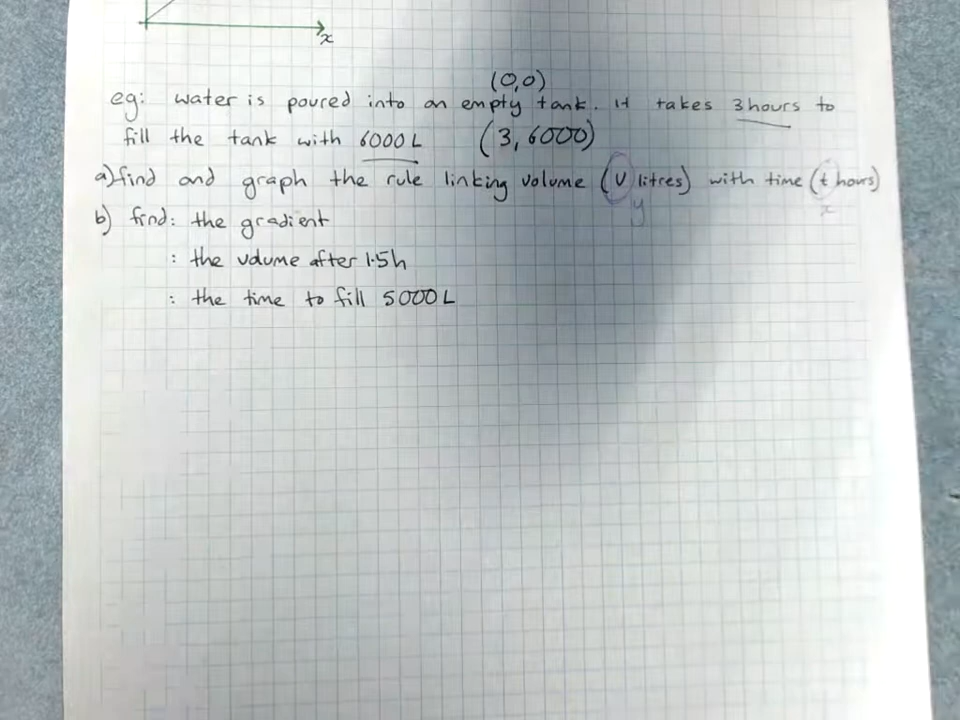 x
(0,0)
eg: water is poured into an empty tank. It takes 3 hours to
fill the tank with 6000 L (3, 6000)
a) find and graph the rule linking volume (V litres) with time (t hours)
y x
b) find: the gradient
: the volume after 1.5h
: the time to fill 5000 L